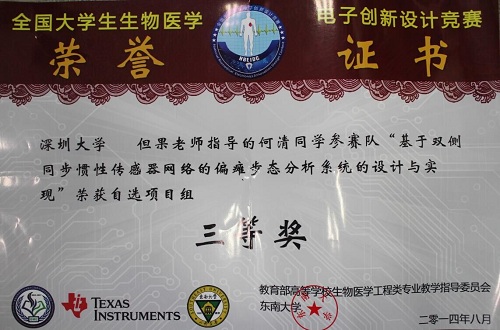 全国大学生生物医学 电子创新设计竞赛
荣誉 证书
深圳大学 但果老师指导的何清同学参赛队“基于双侧
同步惯性传感器网络的偏瘫步态分析系统的设计与实
现”荣获自选项目组
三等奖
TEXAS
INSTRUMENTS
教育部高等学校生物医学工程类专业教学指导委员会
东南大学
二零一四年八月